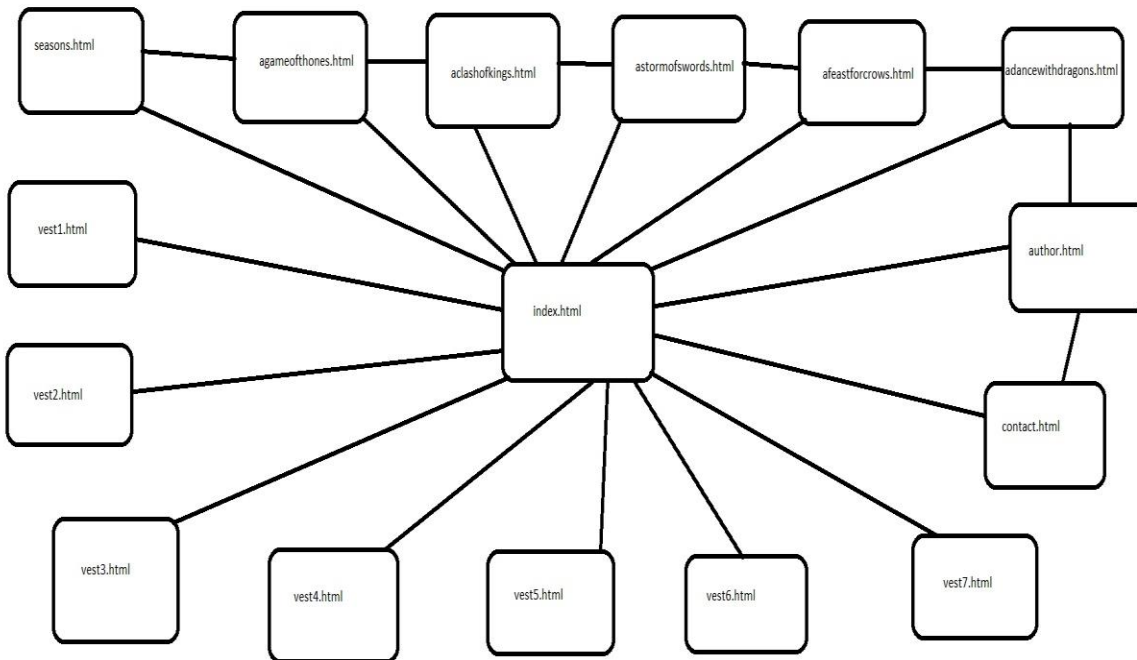 seasons.html
agameofthones.html
aclashofkings.html
astormofswords.html
afeastforcrows.html
adancewithdragons.html
vest1.html
author.html
index.html
vest2.html
contact.html
vest3.html
vest4.html
vest5.html
vest6.html
vest7.html